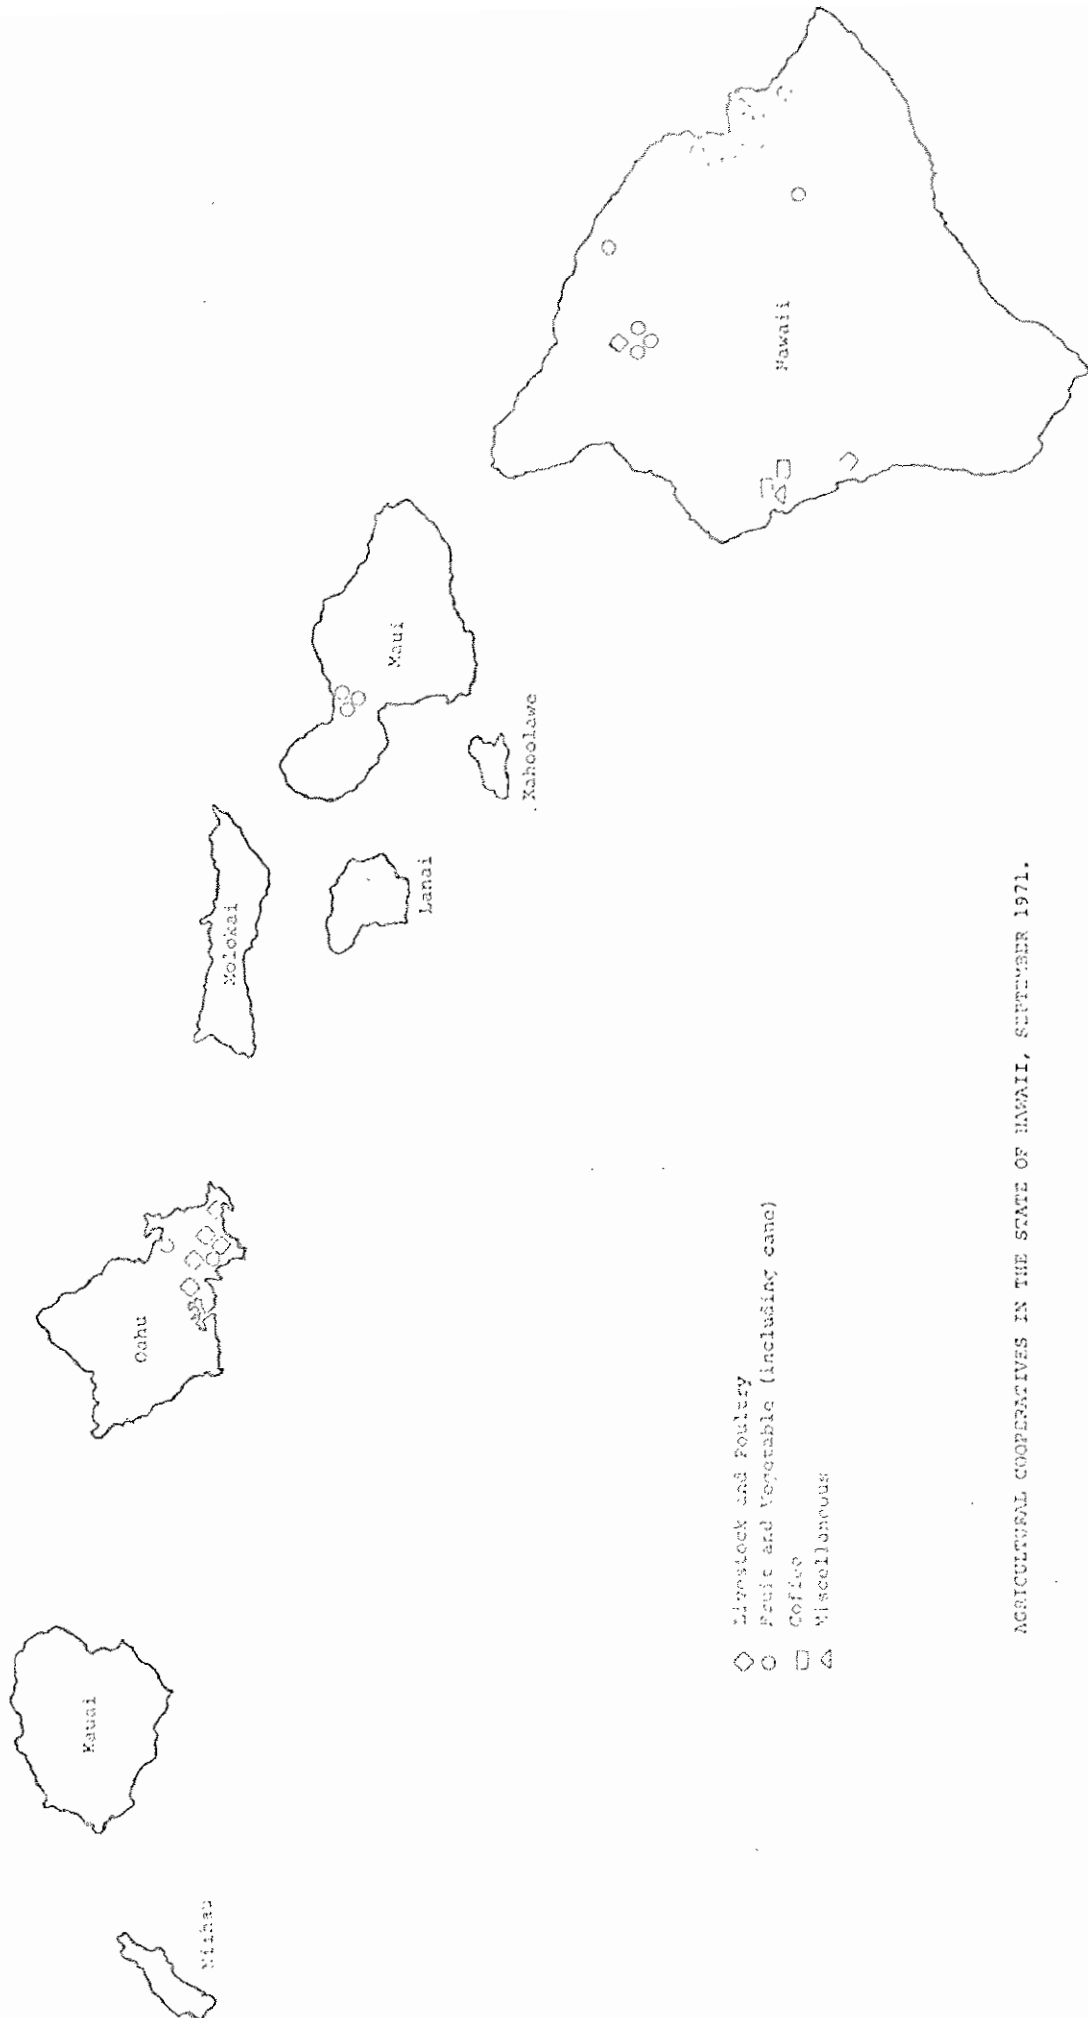 Niihau
Kauai
Oahu
Molokai
Lanai
Maui
Kahoolawe
Hawaii
Livestock and Poultry
Fruit and Vegetable (including cane)
Coffee
Miscellaneous
AGRICULTURAL COOPERATIVES IN THE STATE OF HAWAII, SEPTEMBER 1971.